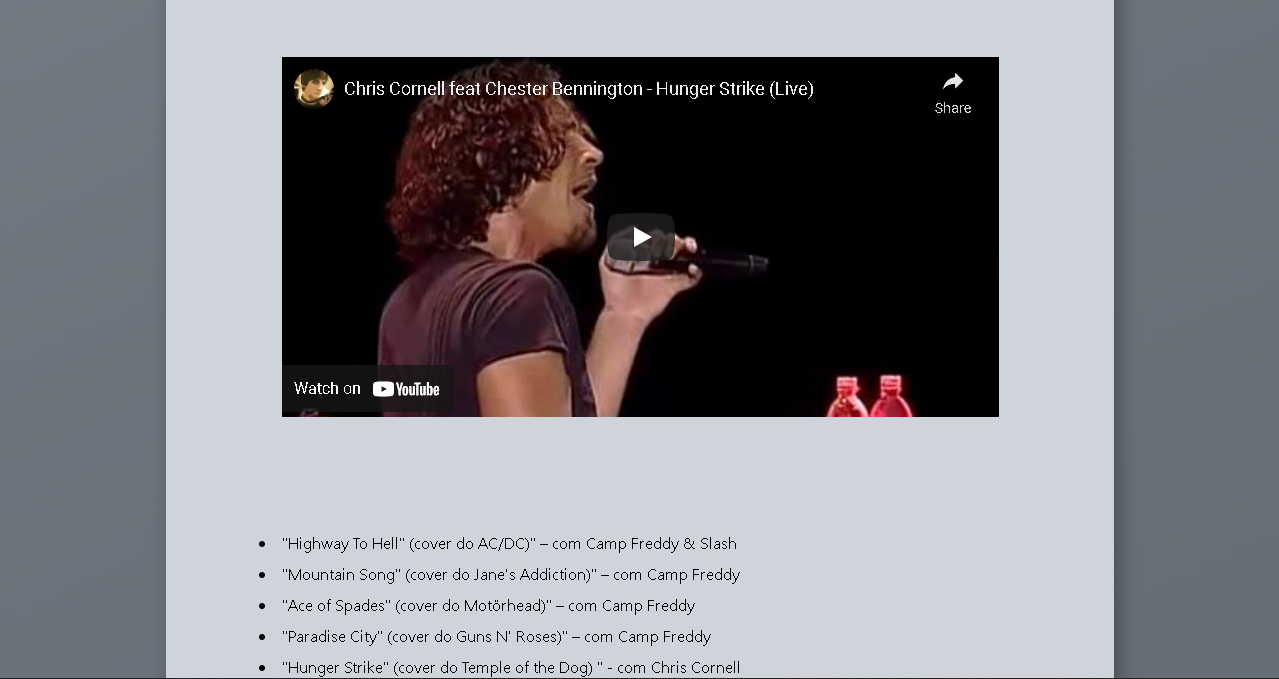 Chris Cornell feat Chester Bennington - Hunger Strike (Live)
Share
Watch on YouTube
"Highway To Hell" (cover do AC/DC)" – com Camp Freddy & Slash
"Mountain Song" (cover do Jane's Addiction)" – com Camp Freddy
"Ace of Spades" (cover do Motörhead)" – com Camp Freddy
"Paradise City" (cover do Guns N' Roses)" – com Camp Freddy
"Hunger Strike" (cover do Temple of the Dog) " - com Chris Cornell